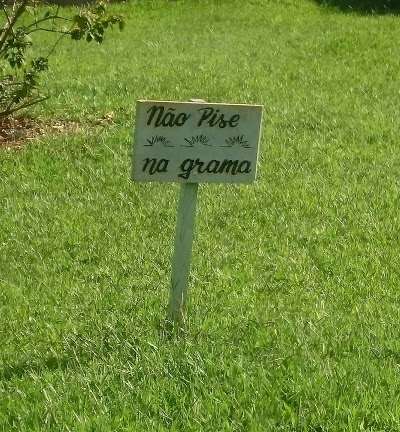 Não Pise
na grama